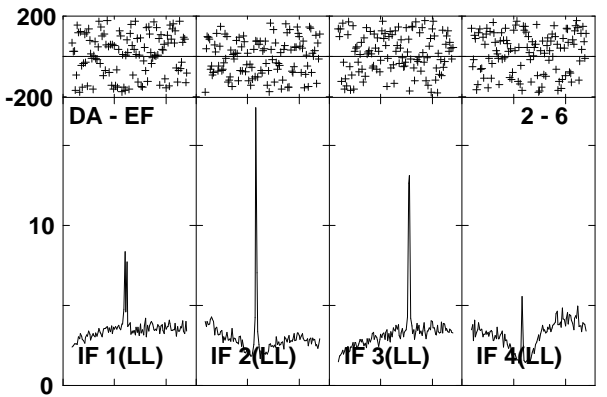 200
-200
DA - EF
2 - 6
10
IF 1(LL)
IF 2(LL)
IF 3(LL)
IF 4(LL)
0